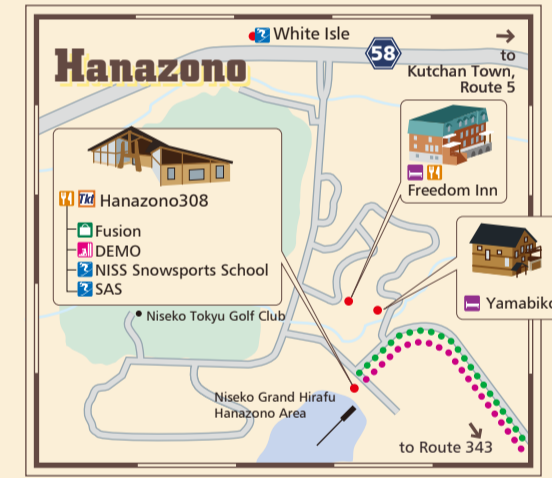 White Isle
58
to
Kutchan Town,
Route 5
Hanazono
Freedom Inn
Tkt Hanazono308
Fusion
DEMO
NISS Snowsports School
SAS
Yamabiko
Niseko Tokyu Golf Club
Niseko Grand Hirafu
Hanazono Area
to Route 343